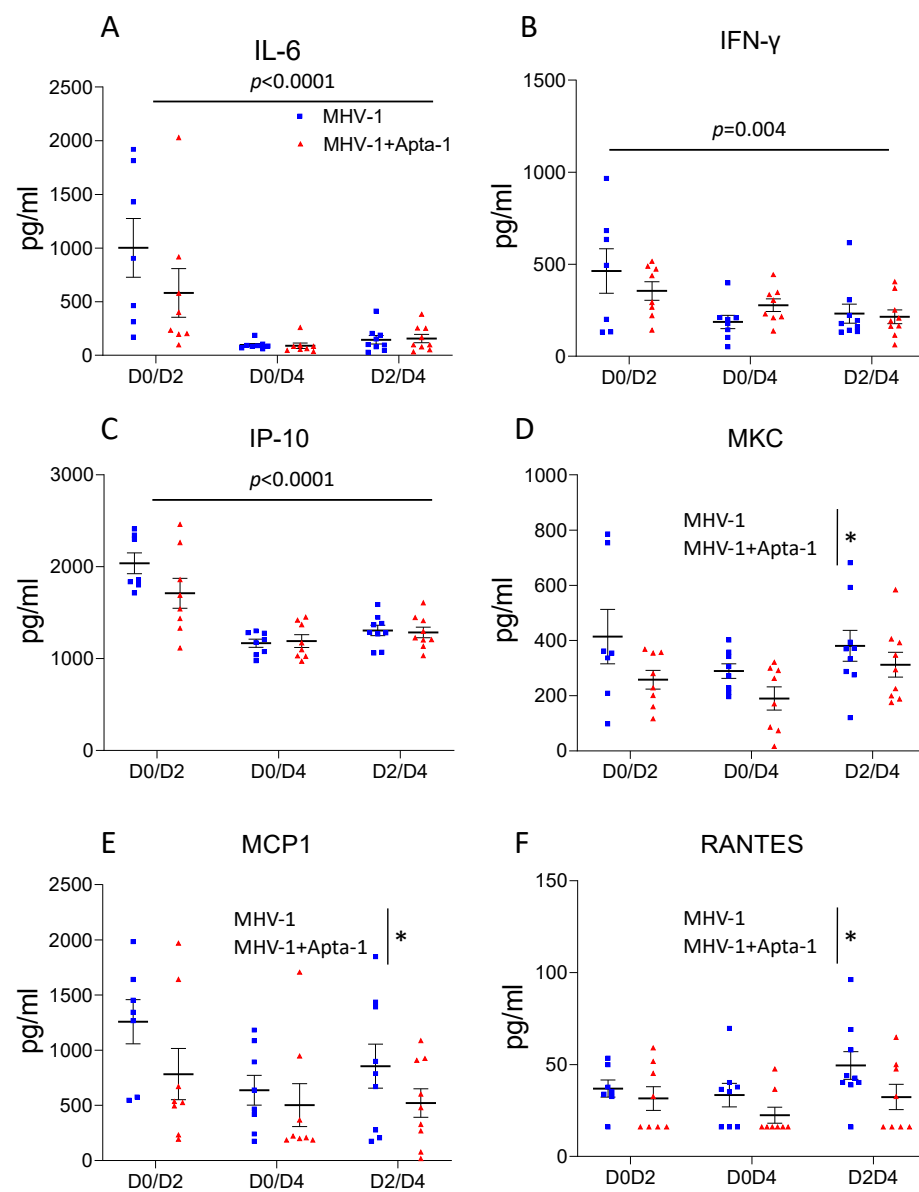 A
IL-6
p<0.0001
MHV-1
MHV-1+Apta-1
pg/ml
2500
2000
1500
1000
500
0
D0/D2
D0/D4
D2/D4
B
IFN-γ
p=0.004
pg/ml
1500
1000
500
0
D0/D2
D0/D4
D2/D4
C
IP-10
p<0.0001
pg/ml
3000
2000
1000
0
D0/D2
D0/D4
D2/D4
D
MKC
MHV-1
MHV-1+Apta-1
*
pg/ml
1000
800
600
400
200
0
D0/D2
D0/D4
D2/D4
E
MCP1
MHV-1
MHV-1+Apta-1
*
pg/ml
2500
2000
1500
1000
500
0
D0/D2
D0/D4
D2/D4
F
RANTES
MHV-1
MHV-1+Apta-1
*
pg/ml
150
100
50
0
D0D2
D0D4
D2D4